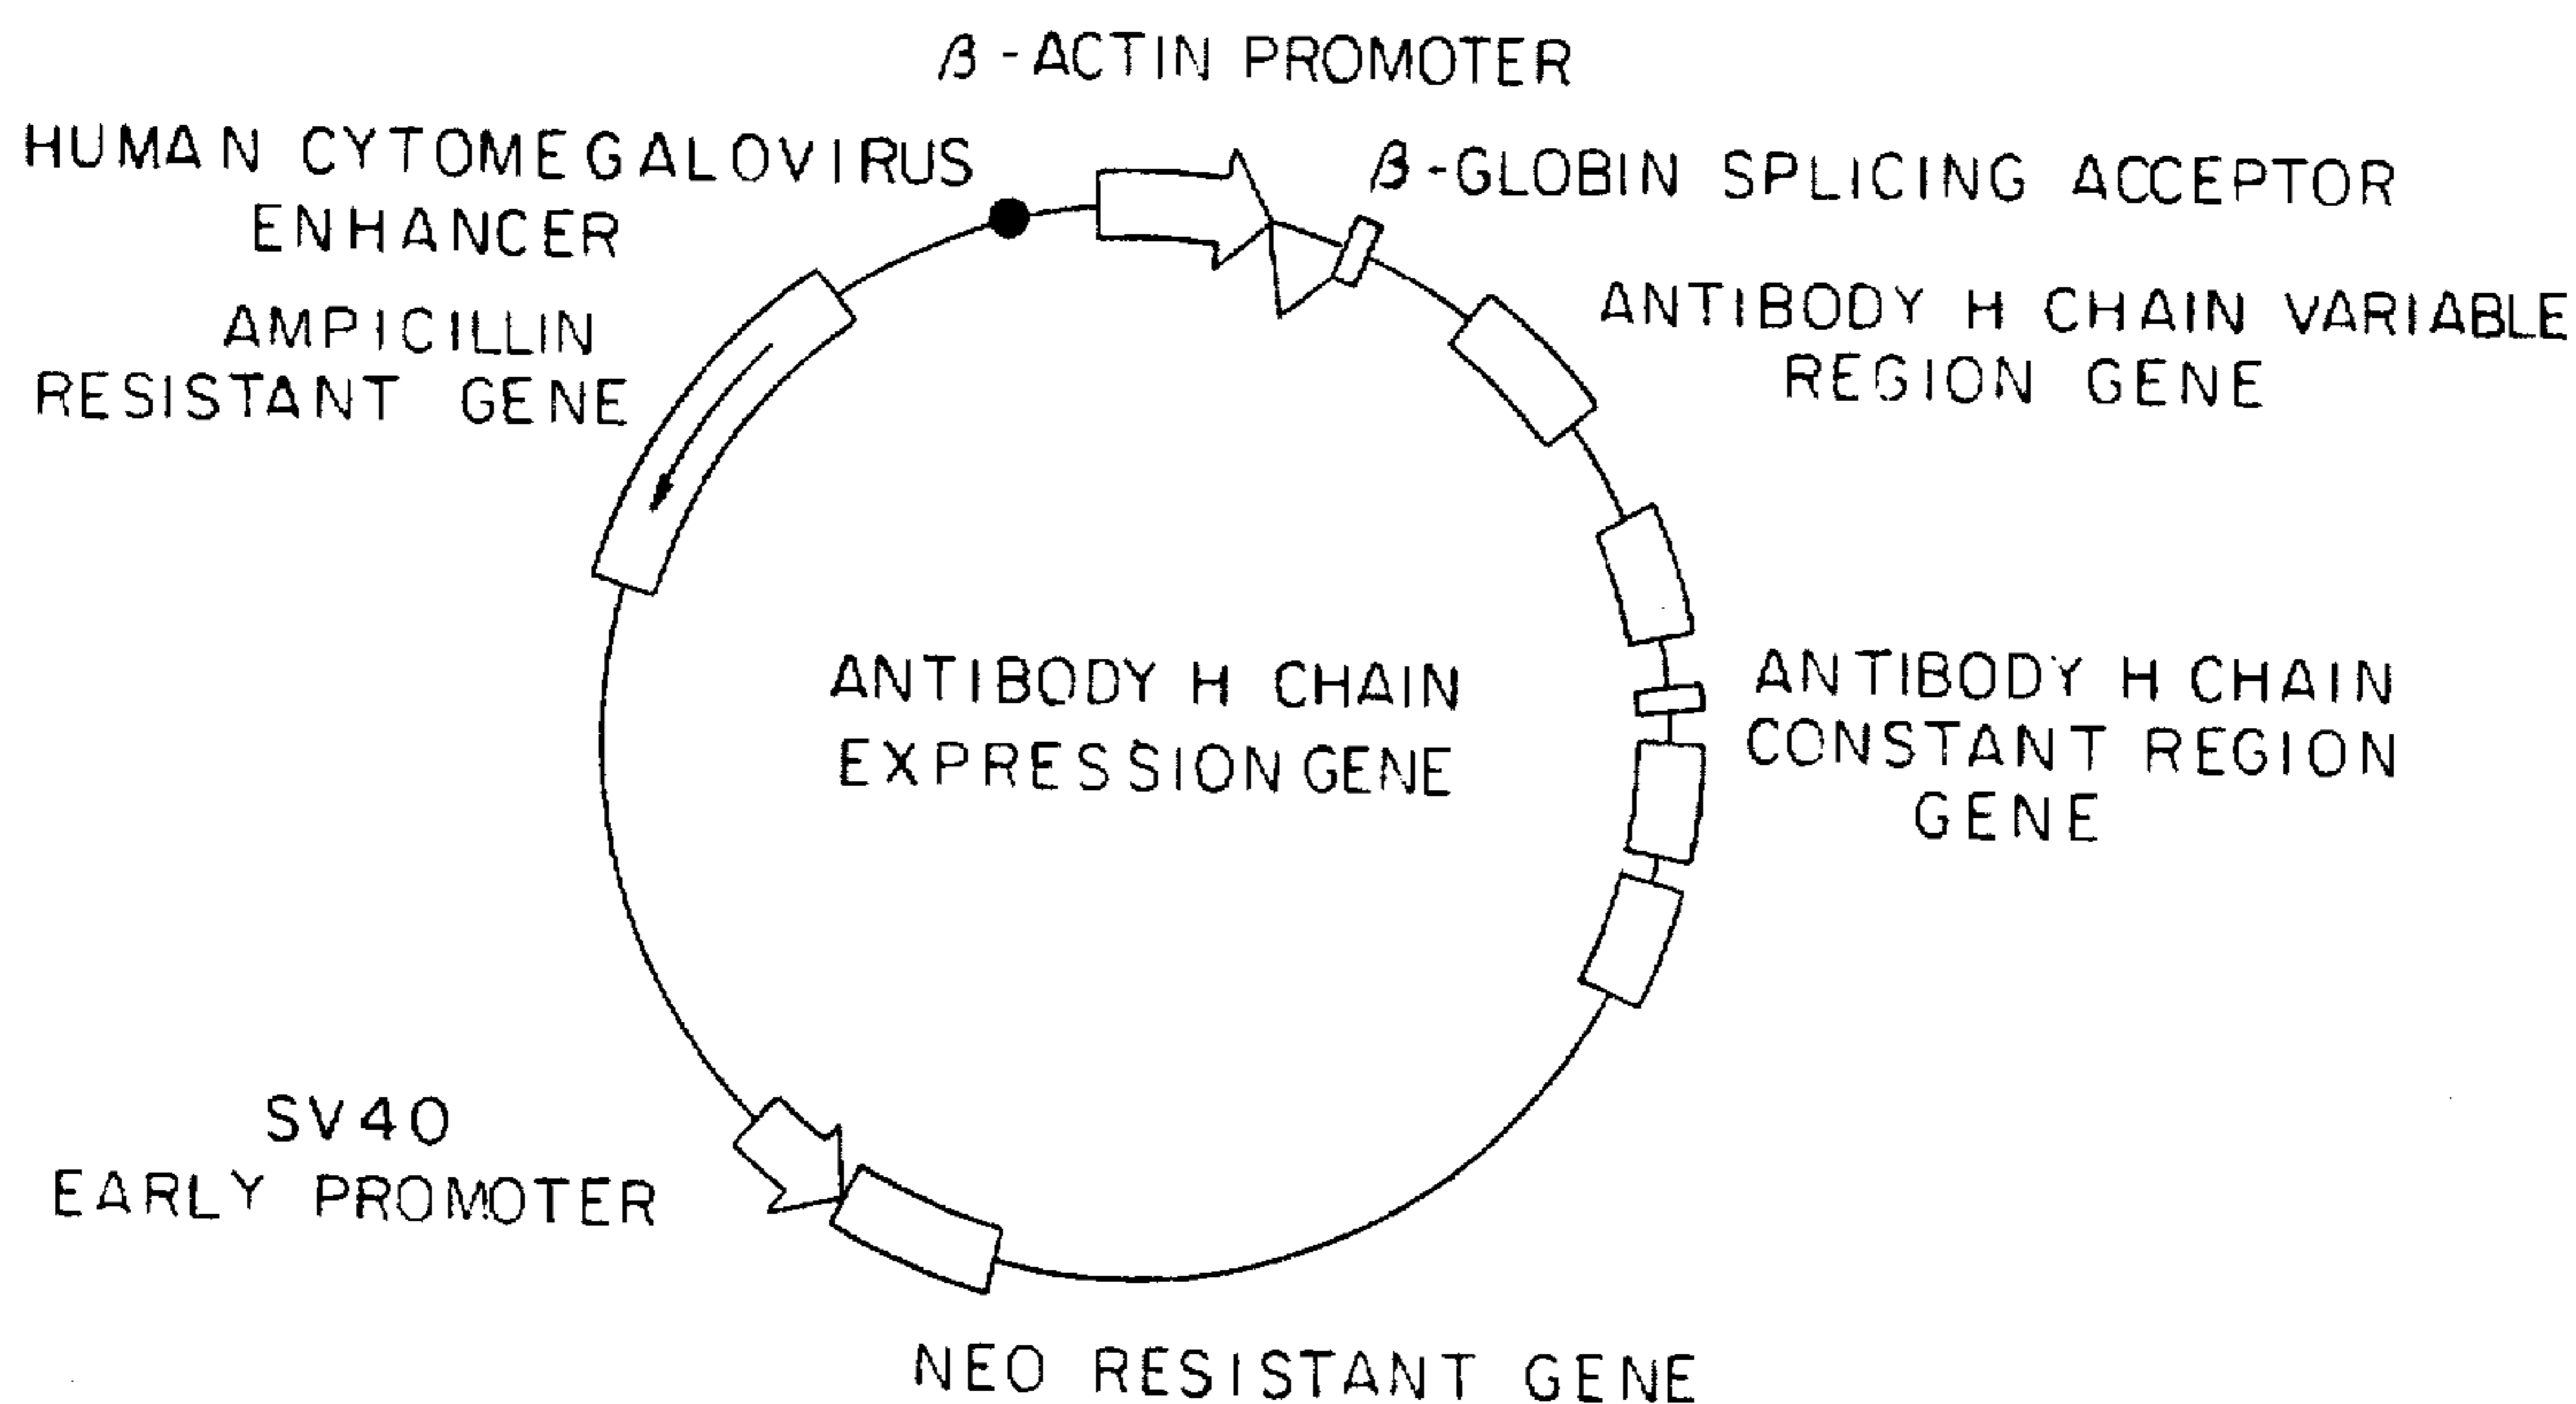 β-ACTIN PROMOTER
HUMAN CYTOMEGALOVIRUS
ENHANCER
β-GLOBIN SPLICING ACCEPTOR
AMPICILLIN
RESISTANT GENE
ANTIBODY H CHAIN VARIABLE
REGION GENE
ANTIBODY H CHAIN
EXPRESSION GENE
ANTIBODY H CHAIN
CONSTANT REGION
GENE
SV40
EARLY PROMOTER
NEO RESISTANT GENE